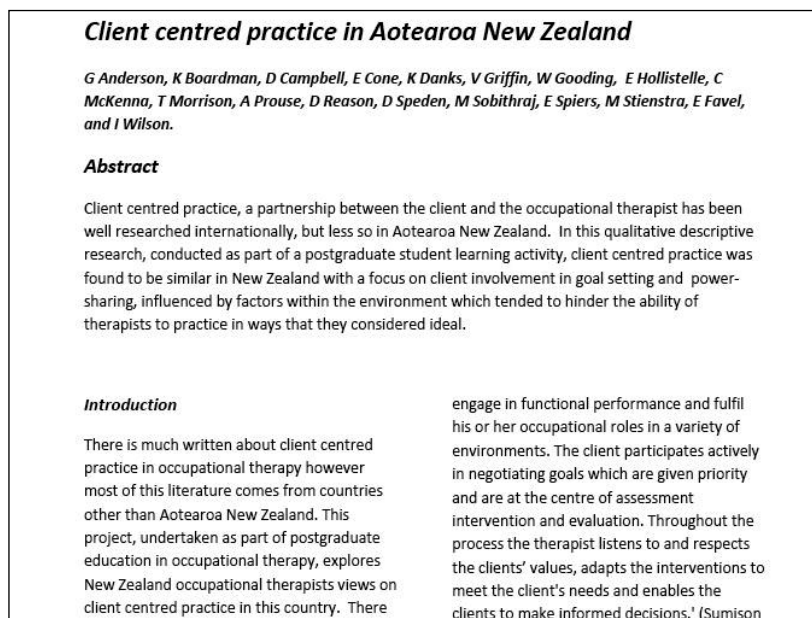 Client centred practice in Aotearoa New Zealand
G Anderson, K Boardman, D Campbell, E Cone, K Danks, V Griffin, W Gooding,  E Hollistelle, C
McKenna, T Morrison, A Prouse, D Reason, D Speden, M Sobithraj, E Spiers, M Stienstra, E Favel,
and I Wilson.
Abstract
Client centred practice, a partnership between the client and the occupational therapist has been
well researched internationally, but less so in Aotearoa New Zealand.  In this qualitative descriptive
research, conducted as part of a postgraduate student learning activity, client centred practice was
found to be similar in New Zealand with a focus on client involvement in goal setting and  power-
sharing, influenced by factors within the environment which tended to hinder the ability of
therapists to practice in ways that they considered ideal.
Introduction
There is much written about client centred
practice in occupational therapy however
most of this literature comes from countries
other than Aotearoa New Zealand. This
project, undertaken as part of postgraduate
education in occupational therapy, explores
New Zealand occupational therapists views on
client centred practice in this country.  There
engage in functional performance and fulfil
his or her occupational roles in a variety of
environments. The client participates actively
in negotiating goals which are given priority
and are at the centre of assessment
intervention and evaluation. Throughout the
process the therapist listens to and respects
the clients’ values, adapts the interventions to
meet the client's needs and enables the
clients to make informed decisions.' (Sumison